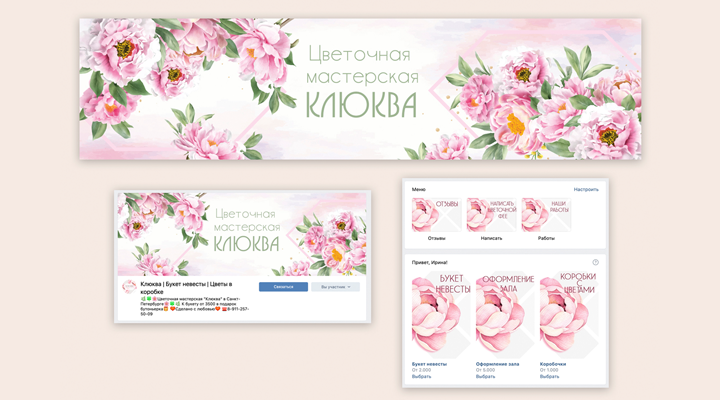 Цветочная
мастерская
КЛЮКВА
Цветочная
мастерская
КЛЮКВА
Клюква | Букет невесты | Цветы в
коробке
Цветочная мастерская "Клюква" в Санкт-
Петербурге К букету от 3500 в подарок
бутоньерка Сделано с любовью 8-911-257-
50-09
Связаться
Вы участник
Меню
Настроить
ОТЗЫВЫ
НАПИСАТЬ
ЦВЕТОЧНОЙ
ФЕЕ
НАШИ
РАБОТЫ
Отзывы
Написать
Работы
Привет, Ирина!
БУКЕТ
НЕВЕСТЫ
ОФОРМЛЕНИЕ
ЗАЛА
КОРОБКИ
С
ЦВЕТАМИ
Букет невесты
От 2.000
Выбрать
Оформление зала
От 5.000
Выбрать
Коробочки
От 1.000
Выбрать